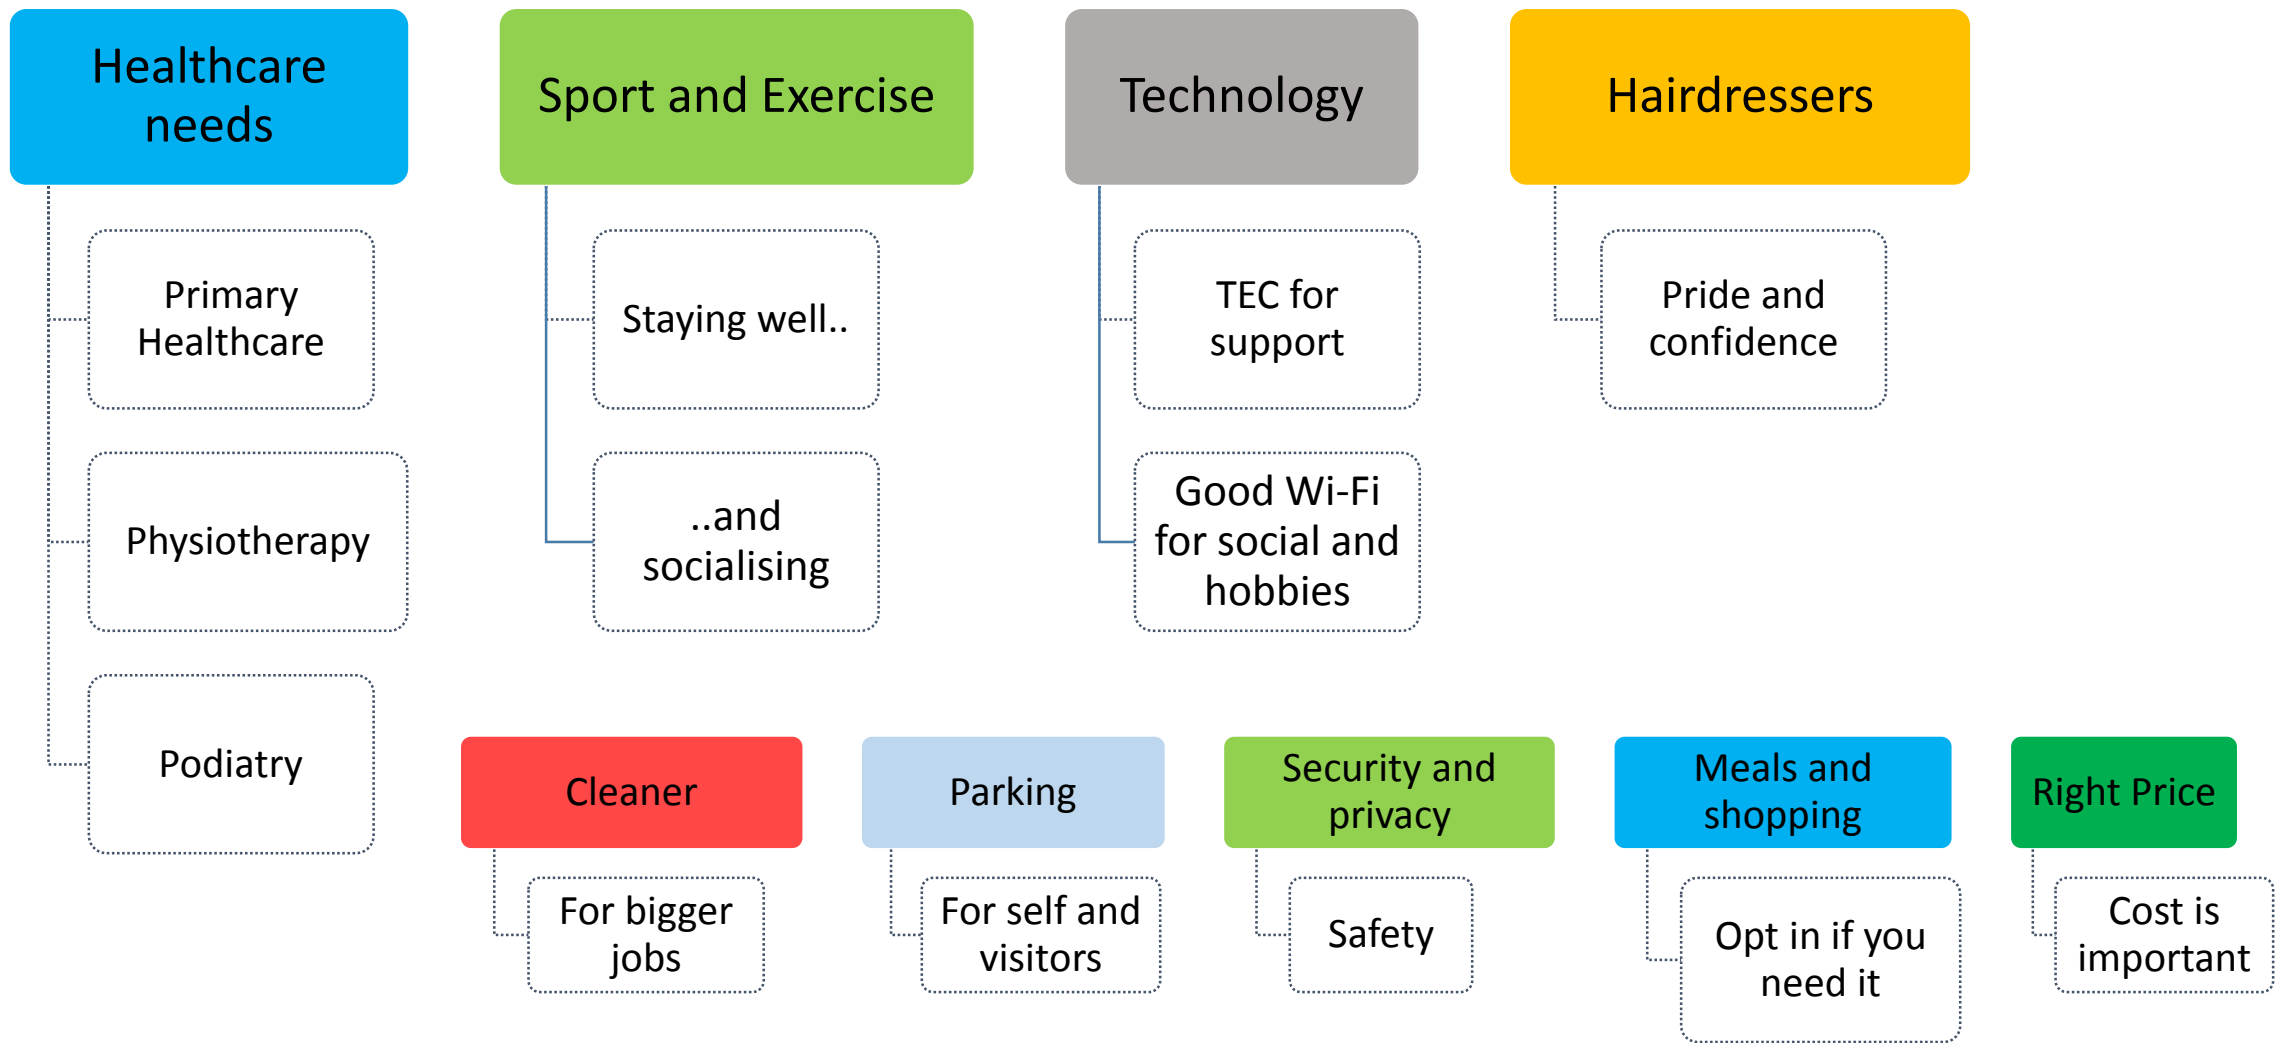 Healthcare
needs
Primary
Healthcare
Physiotherapy
Podiatry
Sport and Exercise
Staying well..
..and
socialising
Technology
TEC for
support
Good Wi-Fi
for social and
hobbies
Hairdressers
Pride and
confidence
Cleaner
For bigger
jobs
Parking
For self and
visitors
Security and
privacy
Safety
Meals and
shopping
Opt in if you
need it
Right Price
Cost is
important